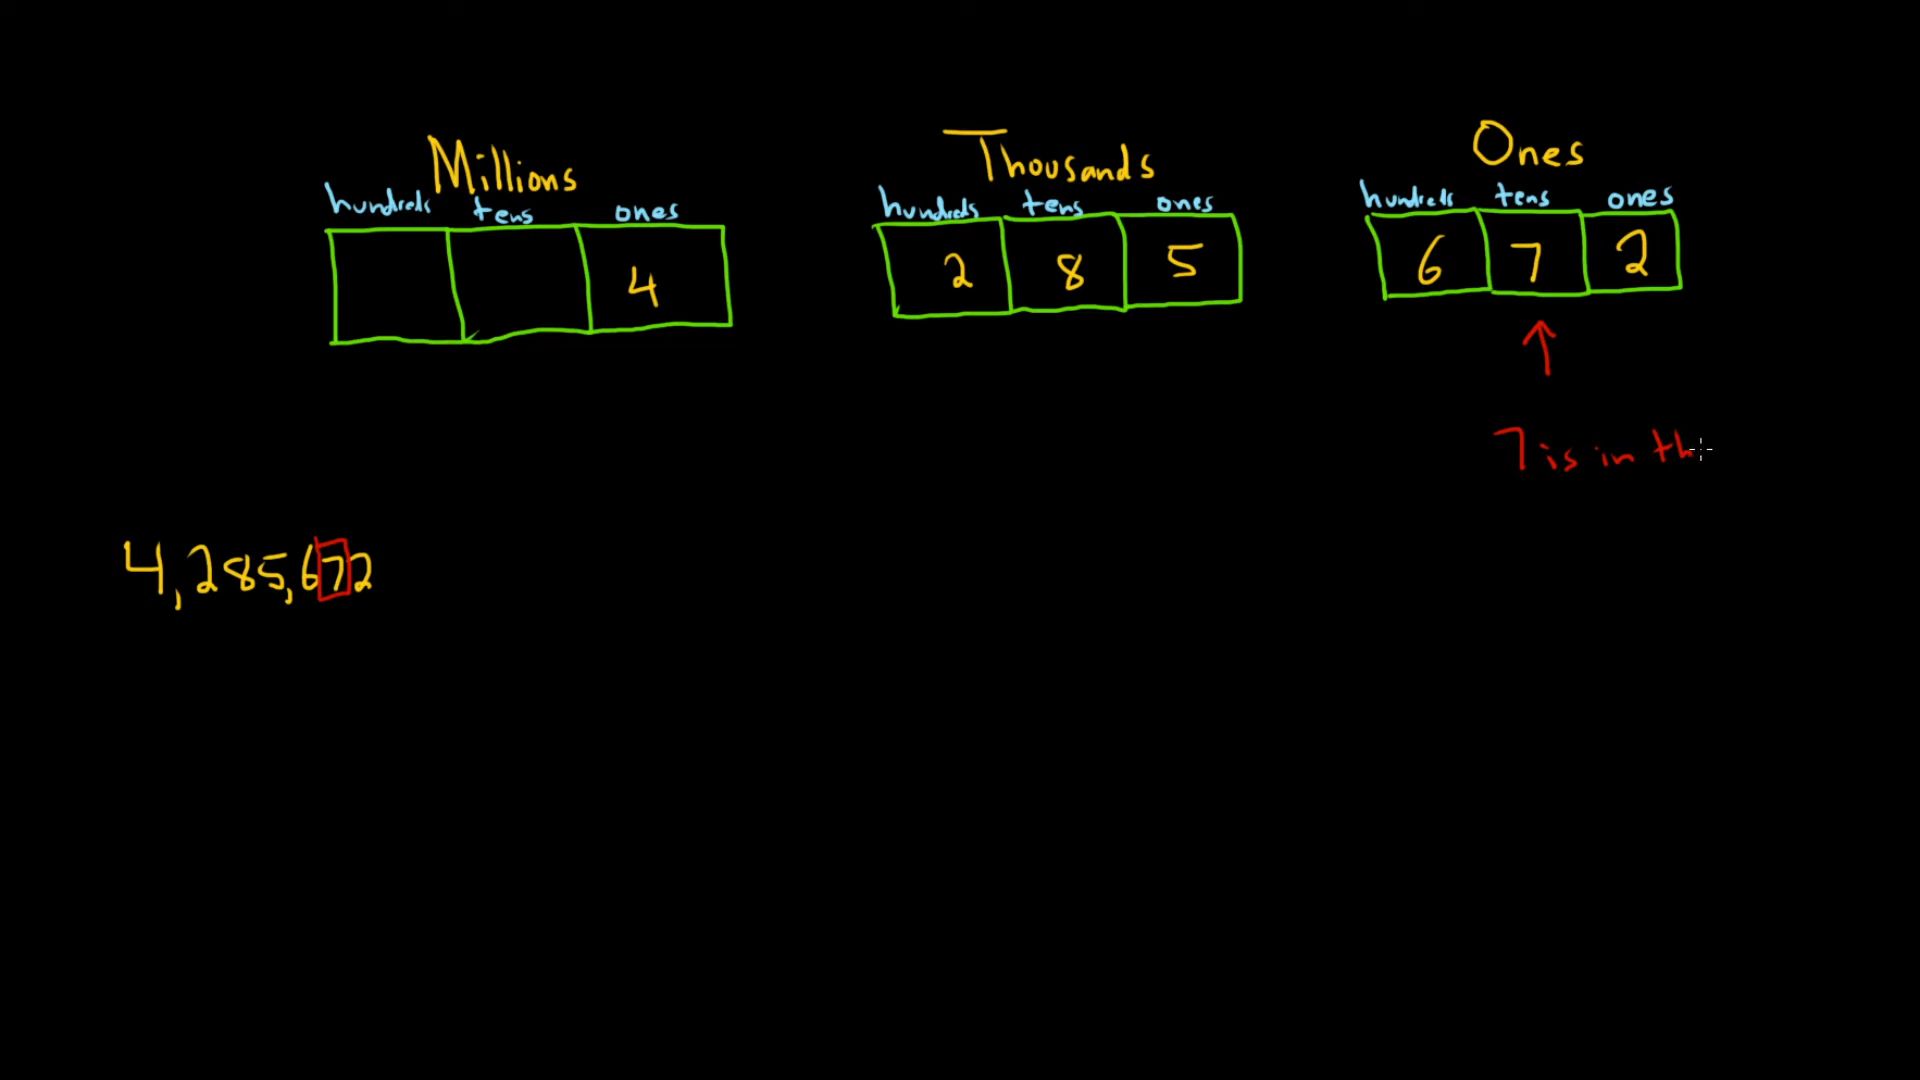 Millions Thousands Ones
hundreds tens ones hundreds tens ones hundreds tens ones
4 2 8 5 6 7 2
7 is in th
4,285,672